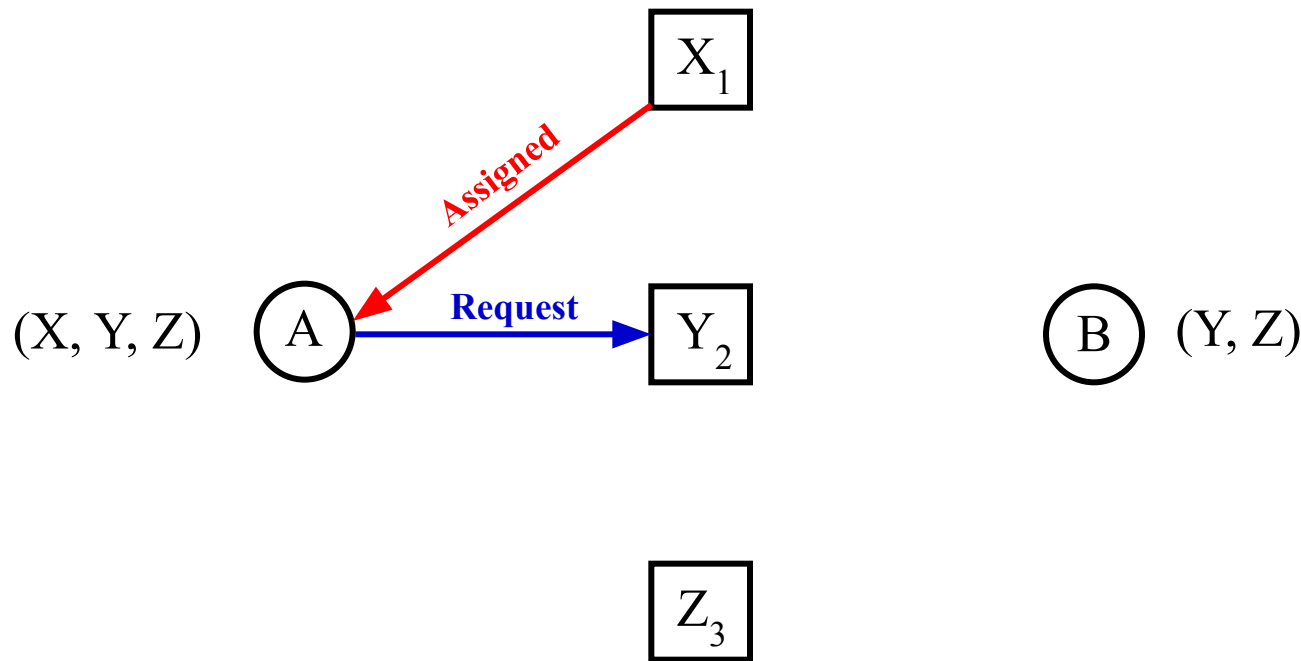 X₁
Assigned
Request
(X, Y, Z)
A
Y₂
B
(Y, Z)
Z₃